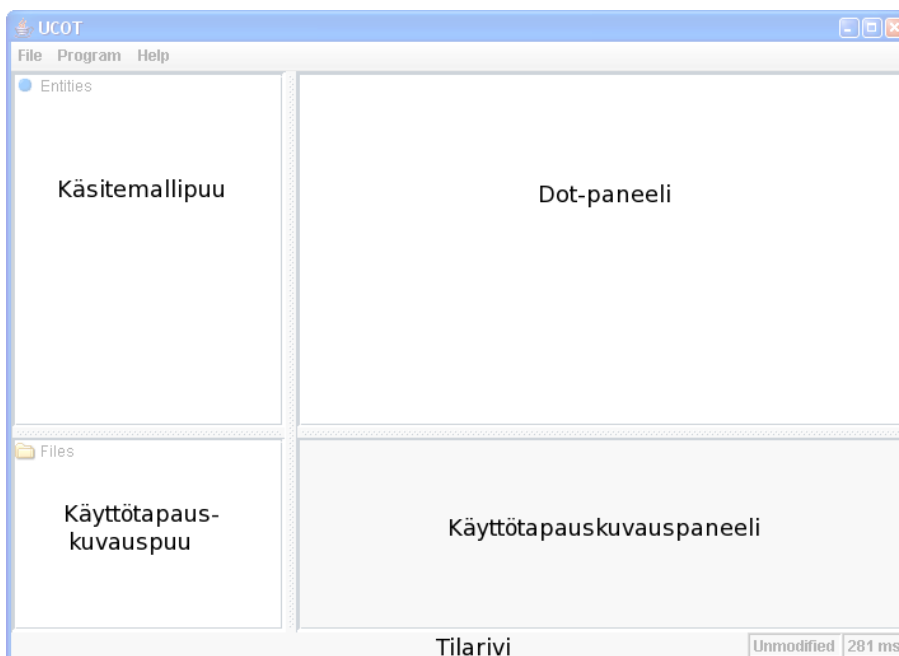 UCOT
File Program Help
Entities
Käsitemallipuu
Dot-paneeli
Files
Käyttötapaus-
kuvauspuu
Käyttötapauskuvauspaneeli
Tilarivi
Unmodified 281 ms